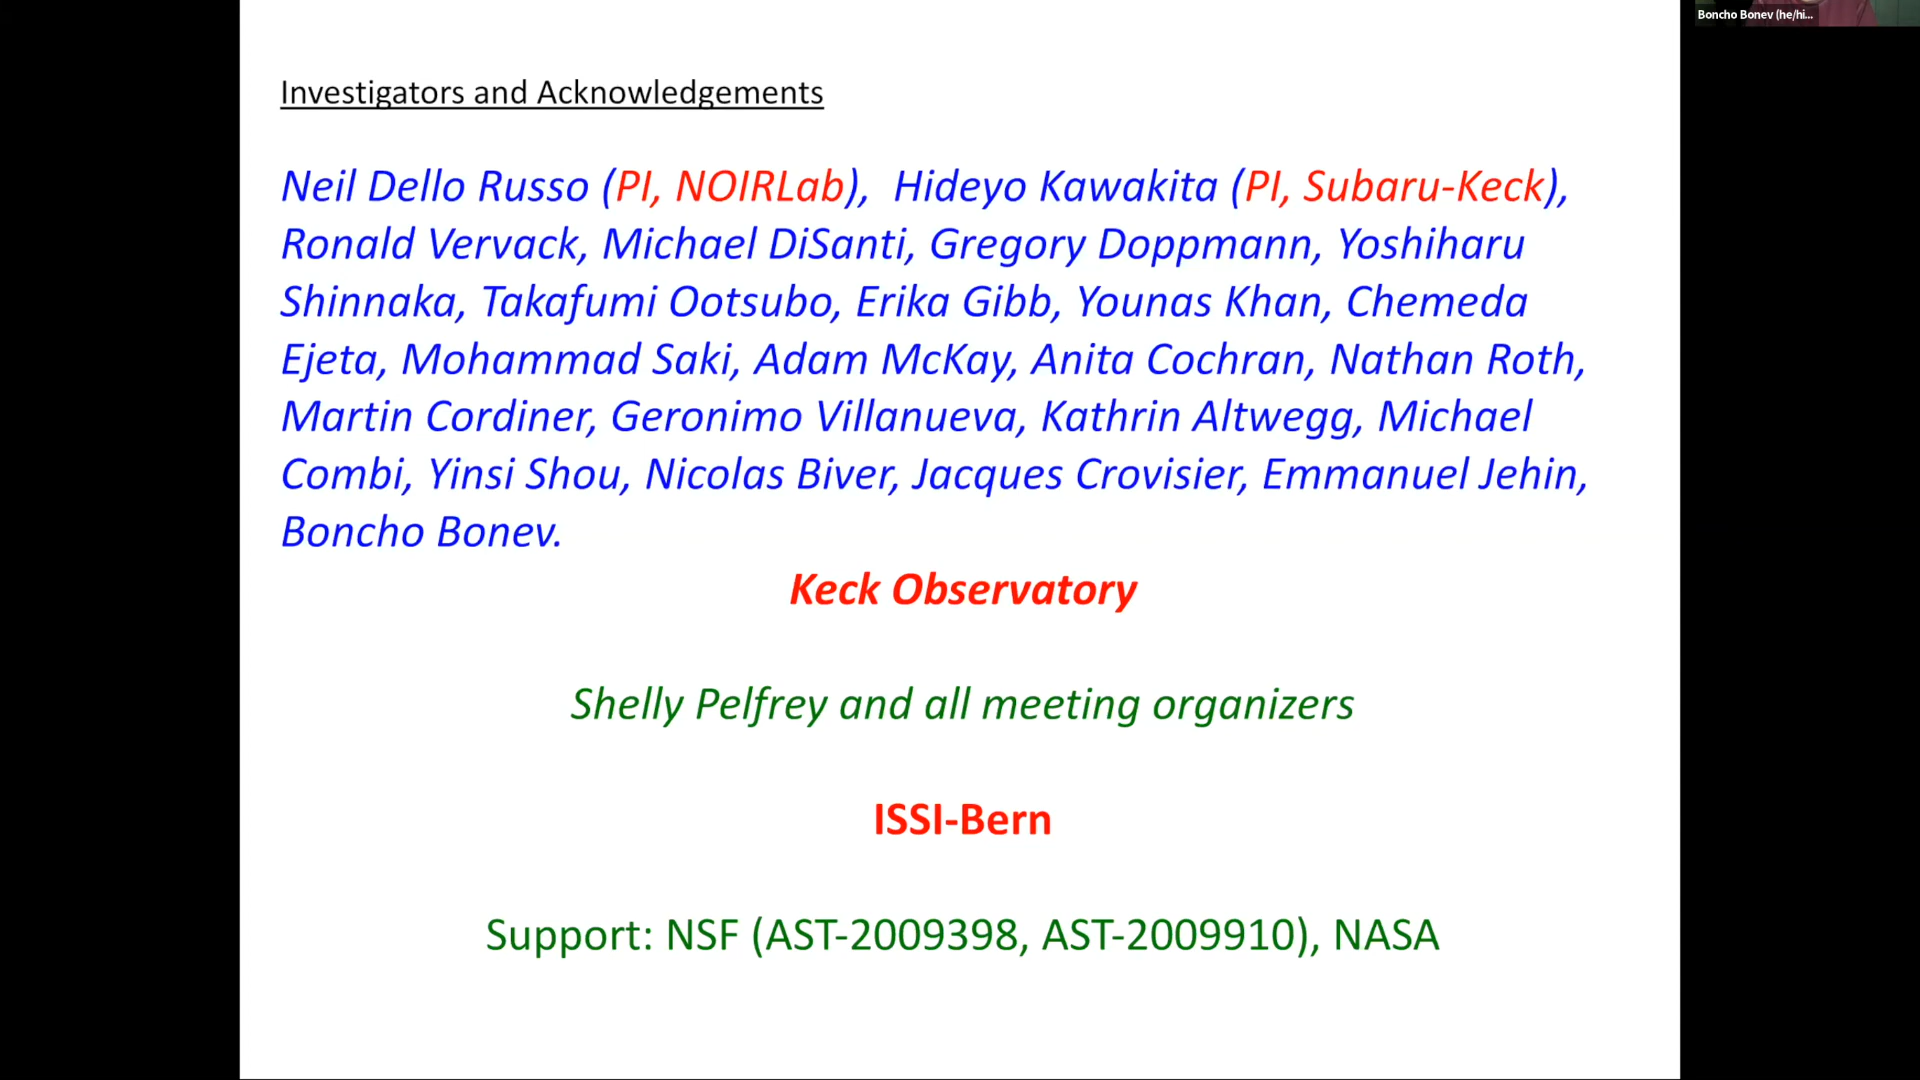 Boncho Bonev (he/hi...
Investigators and Acknowledgements
Neil Dello Russo (PI, NOIRLab), Hideyo Kawakita (PI, Subaru-Keck),
Ronald Vervack, Michael DiSanti, Gregory Doppmann, Yoshiharu
Shinnaka, Takafumi Ootsubo, Erika Gibb, Younas Khan, Chemeda
Ejeta, Mohammad Saki, Adam McKay, Anita Cochran, Nathan Roth,
Martin Cordiner, Geronimo Villanueva, Kathrin Altwegg, Michael
Combi, Yinsi Shou, Nicolas Biver, Jacques Crovisier, Emmanuel Jehin,
Boncho Bonev.
Keck Observatory
Shelly Pelfrey and all meeting organizers
ISSI-Bern
Support: NSF (AST-2009398, AST-2009910), NASA